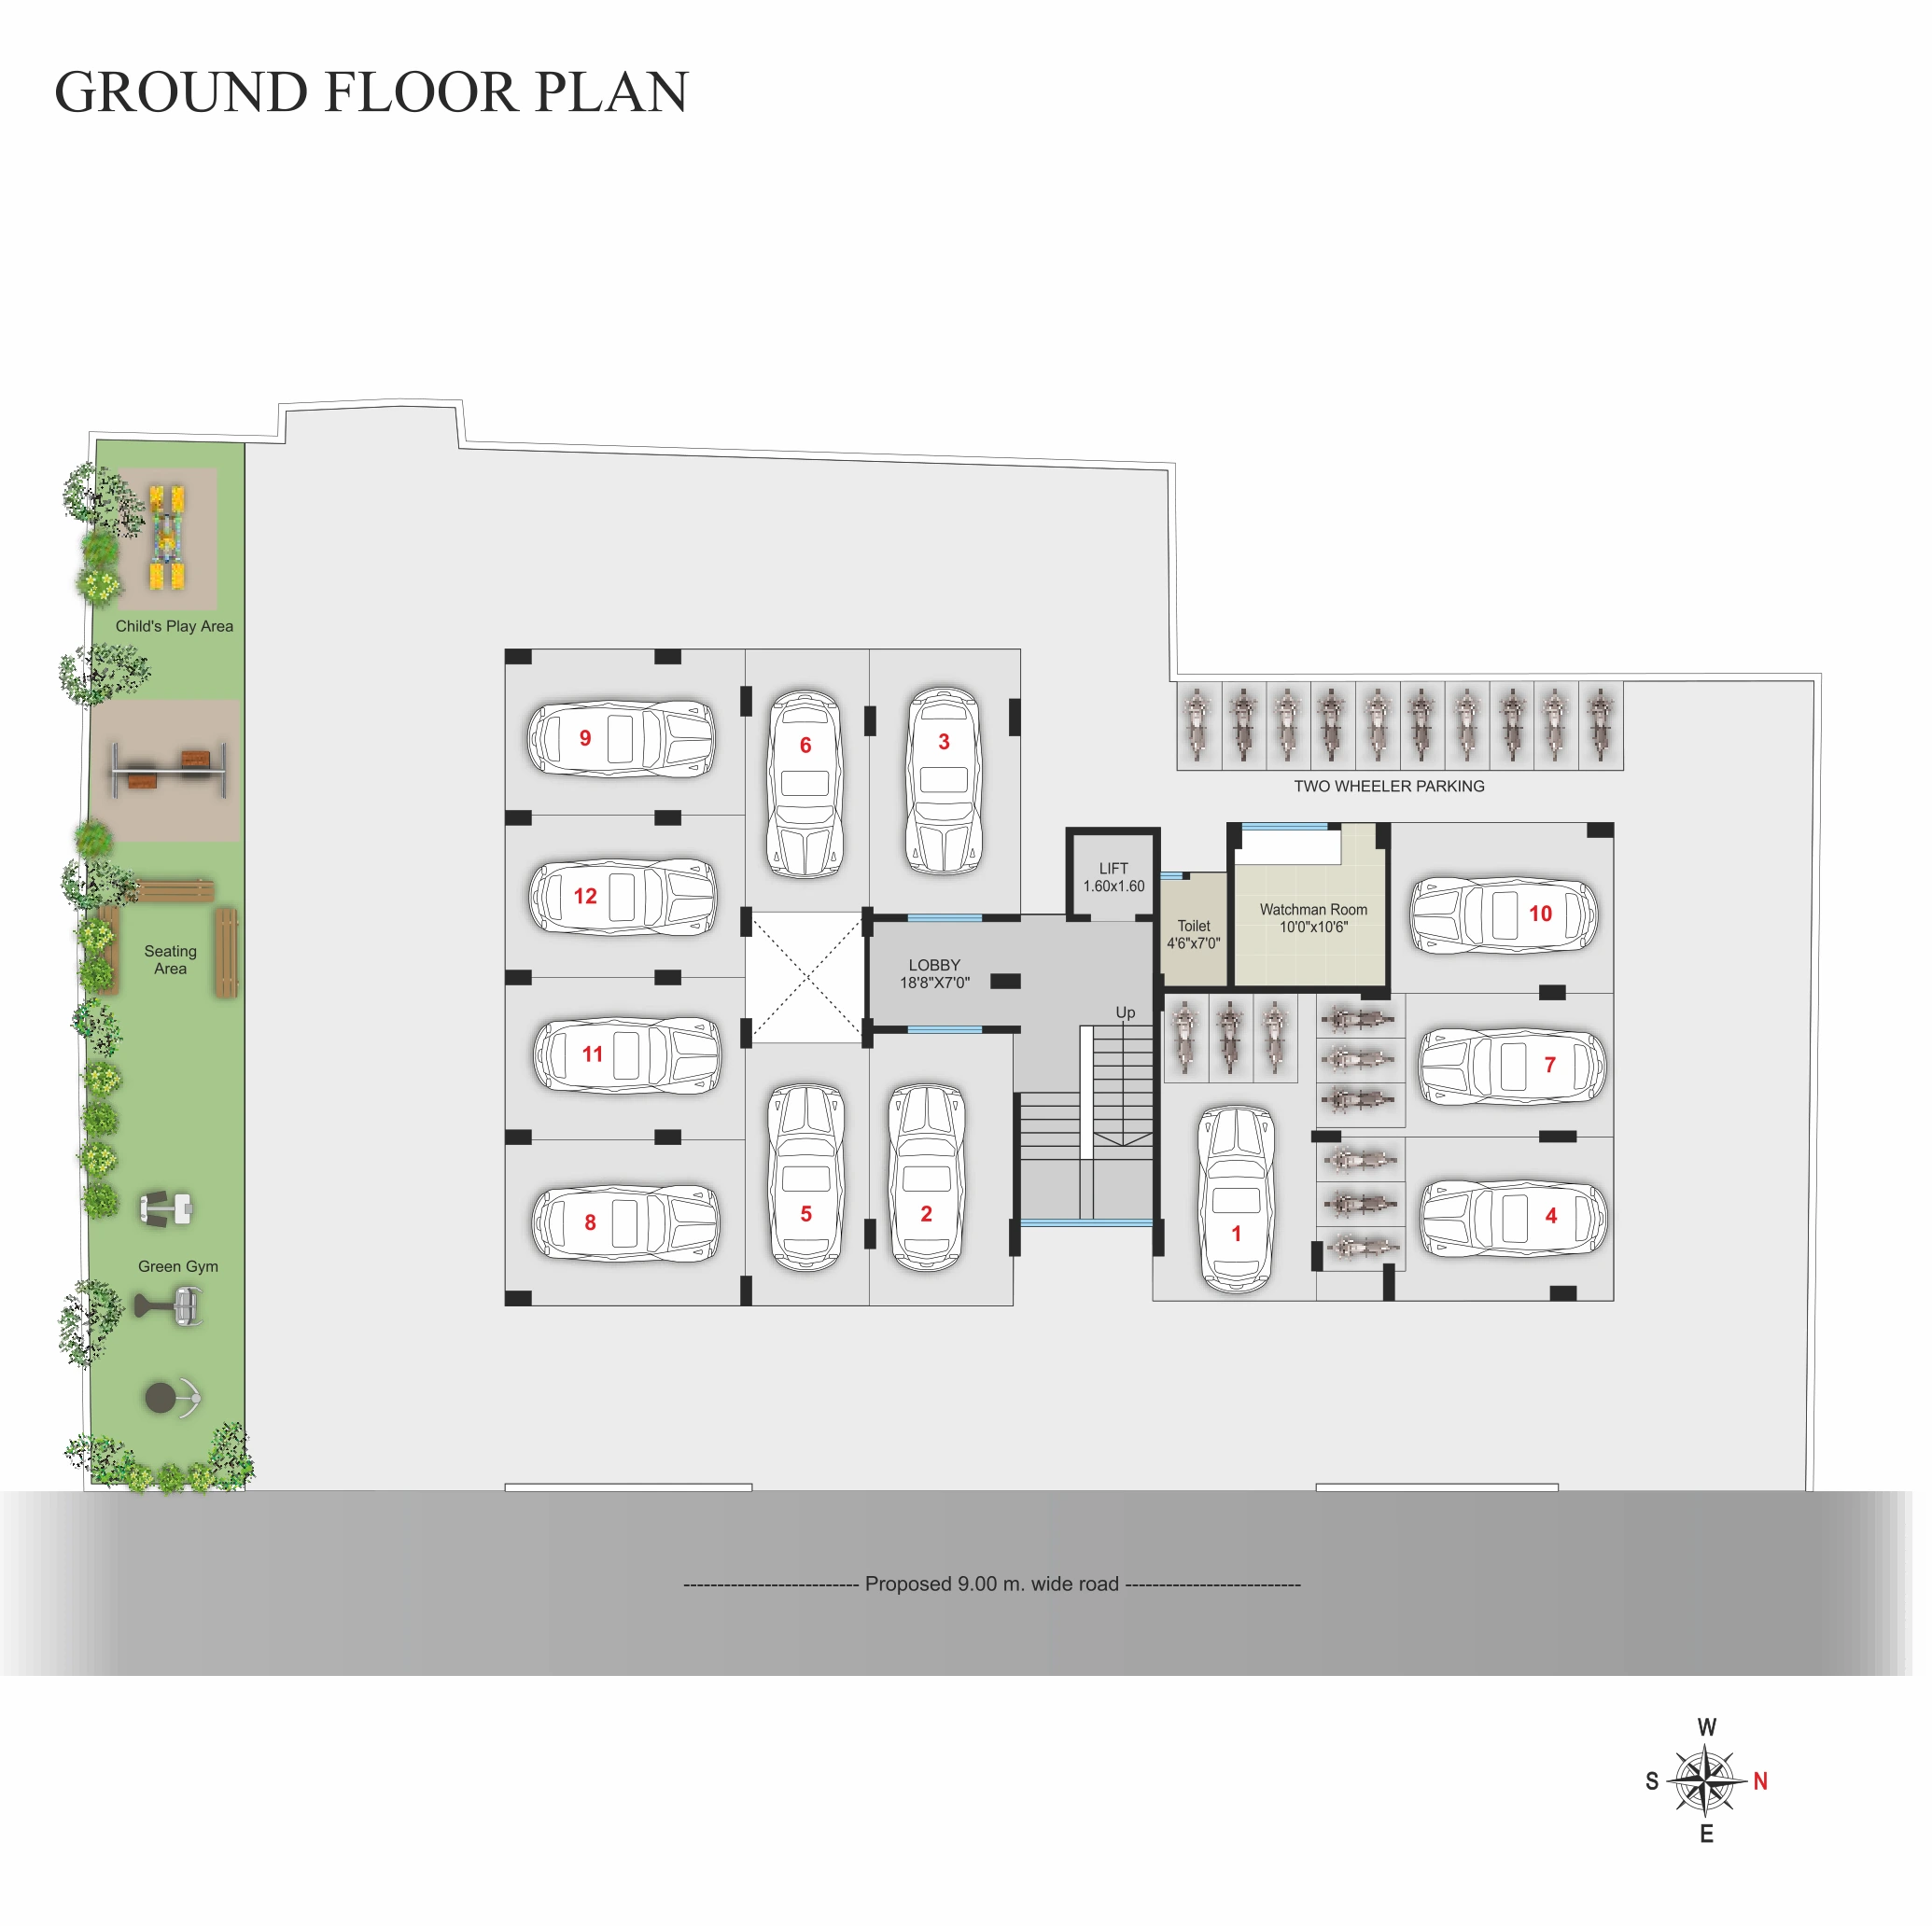 GROUND FLOOR PLAN
Child's Play Area
9
6
3
TWO WHEELER PARKING
12
LIFT
1.60x1.60
Toilet
4'6"x7'0"
Watchman Room
10'0"x10'6"
10
Seating
Area
LOBBY
18'8"X7'0"
Up
11
7
8
5
2
1
4
Green Gym
-------------------------- Proposed 9.00 m. wide road --------------------------
W
S
N
E